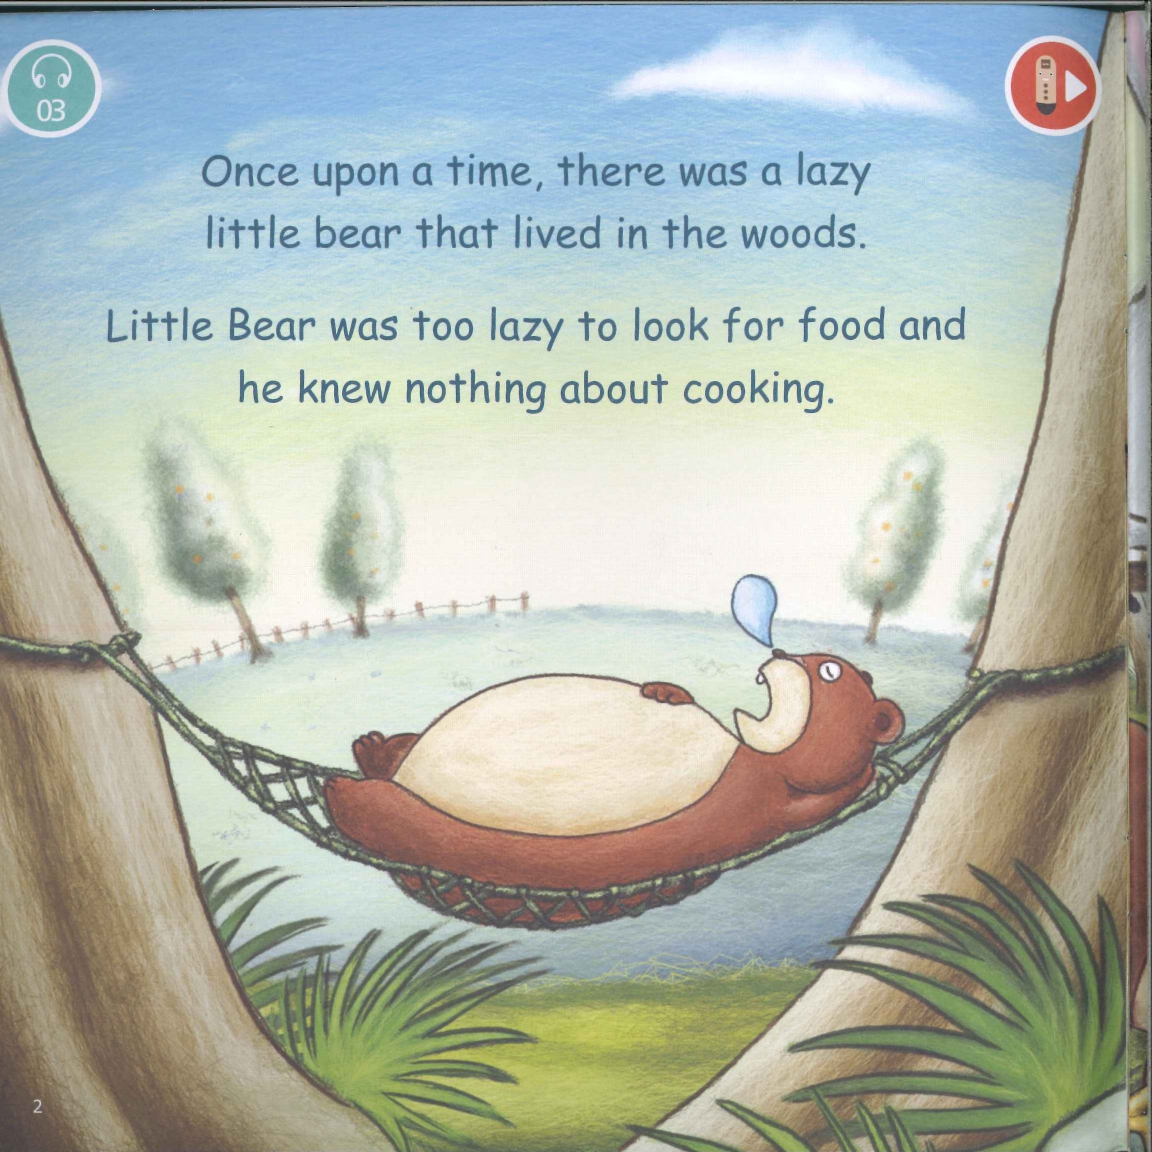 03
Once upon a time, there was a lazy
little bear that lived in the woods.
Little Bear was too lazy to look for food and
he knew nothing about cooking.
2